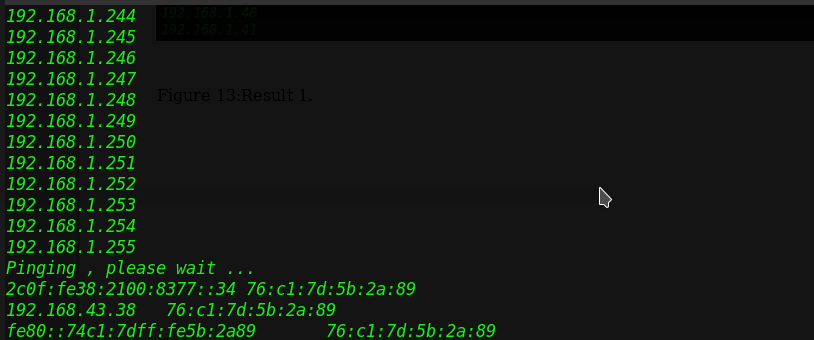 192.168.1.244
192.168.1.40
192.168.1.245
192.168.1.41
192.168.1.246
192.168.1.247
192.168.1.248
Figure 13:Result 1.
192.168.1.249
192.168.1.250
192.168.1.251
192.168.1.252
192.168.1.253
192.168.1.254
192.168.1.255
Pinging , please wait ...
2c0f:fe38:2100:8377::34 76:c1:7d:5b:2a:89
192.168.43.38 76:c1:7d:5b:2a:89
fe80::74c1:7dff:fe5b:2a89 76:c1:7d:5b:2a:89